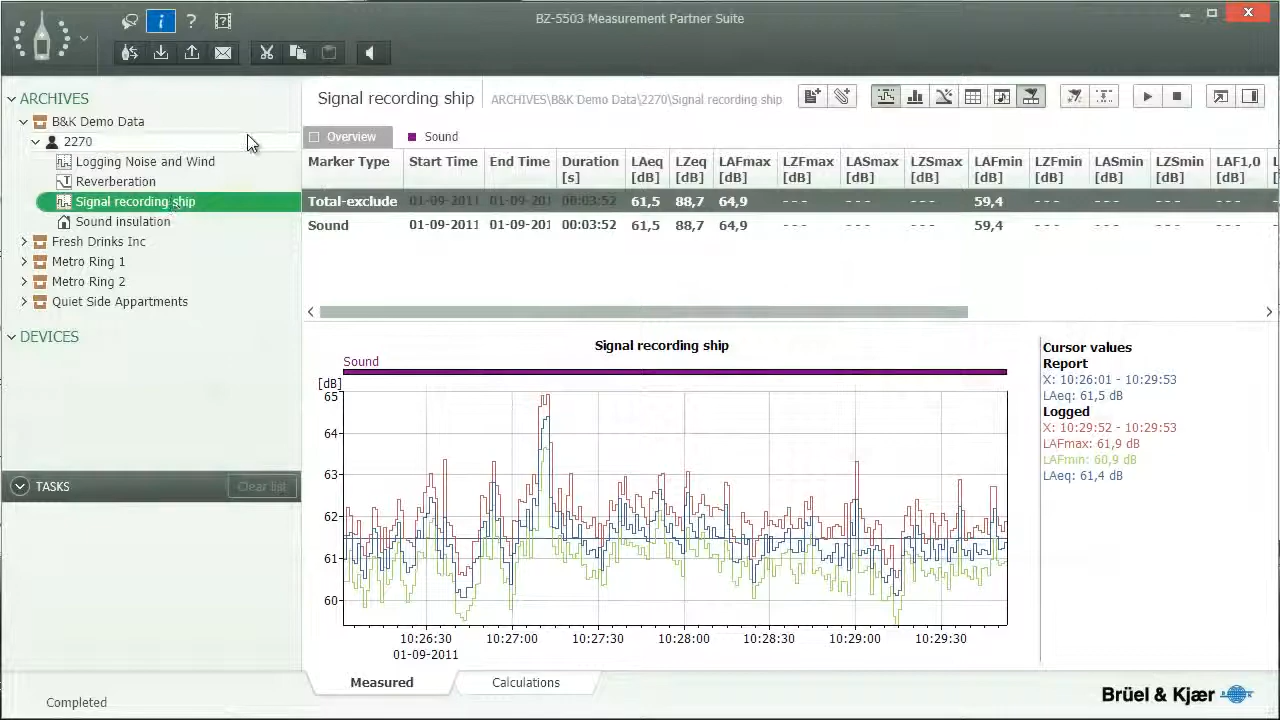 BZ-5503 Measurement Partner Suite
ARCHIVES
B&K Demo Data
2270
Logging Noise and Wind
Reverberation
Signal recording ship
Sound insulation
Fresh Drinks Inc
Metro Ring 1
Metro Ring 2
Quiet Side Appartments
DEVICES
TASKS
Clear list
Completed
Signal recording ship
ARCHIVES\B&K Demo Data\2270\Signal recording ship
Overview
Sound
Marker Type Start Time End Time Duration [s] LAeq [dB] LZeq [dB] LAFmax [dB] LZFmax [dB] LASmax [dB] LZSmax [dB] LAFmin [dB] LZFmin [dB] LASmin [dB] LZSmin [dB] LAF1,0 [dB]
Total-exclude 01-09-2011 01-09-201 00:03:52 61,5 88,7 64,9 --- --- --- 59,4 --- --- --- ---
Sound 01-09-2011 01-09-201 00:03:52 61,5 88,7 64,9 --- --- --- 59,4 --- --- --- ---
Signal recording ship
Sound
[dB]
65
64
63
62
61
60
10:26:30 10:27:00 10:27:30 10:28:00 10:28:30 10:29:00 10:29:30
01-09-2011
Cursor values
Report
X: 10:26:01 - 10:29:53
LAeq: 61,5 dB
Logged
X: 10:29:52 - 10:29:53
LAFmax: 61,9 dB
LAFmin: 60,9 dB
LAeq: 61,4 dB
Measured
Calculations
Brüel & Kjær